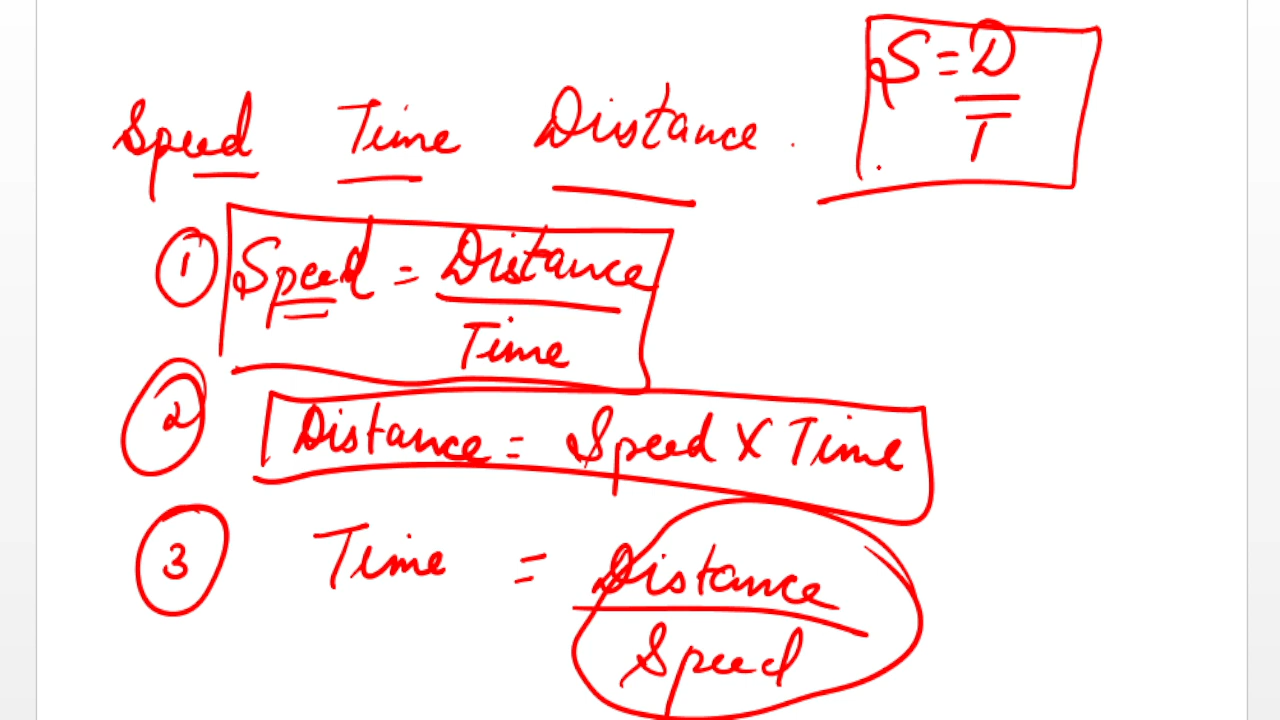 S = D
T
Speed Time Distance.
① Speed = Distance
Time
② Distance = Speed X Time
③ Time = Distance
Speed